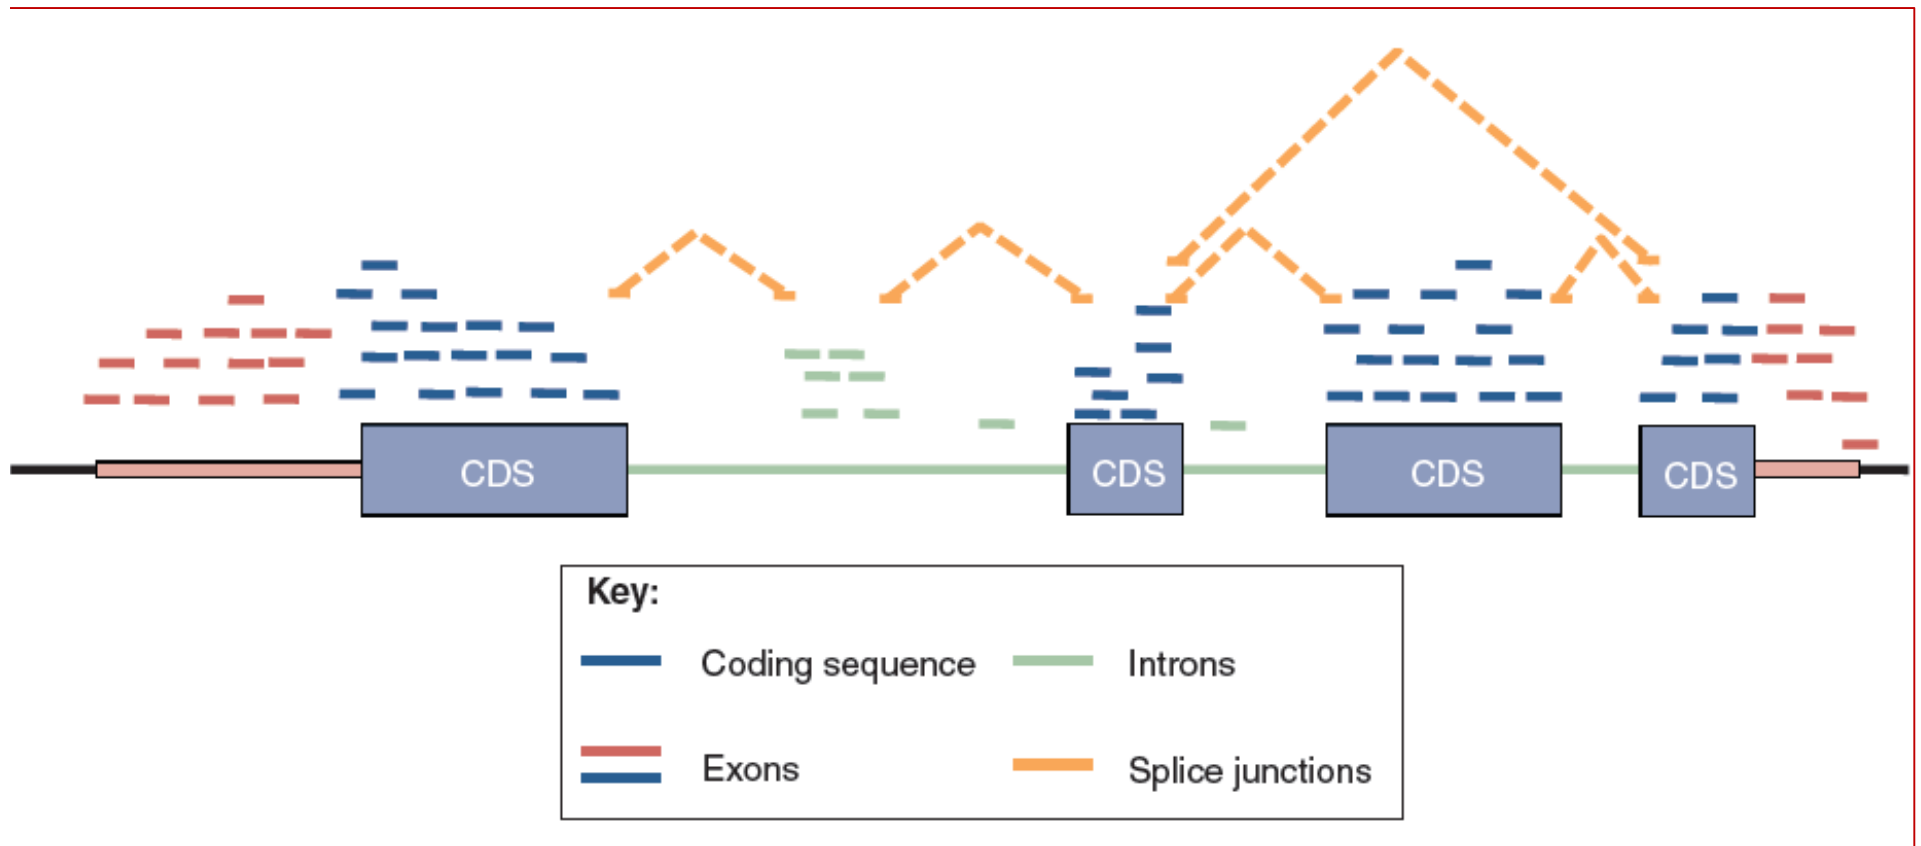 CDS
CDS
CDS
CDS
Key:
Coding sequence
Introns
Exons
Splice junctions